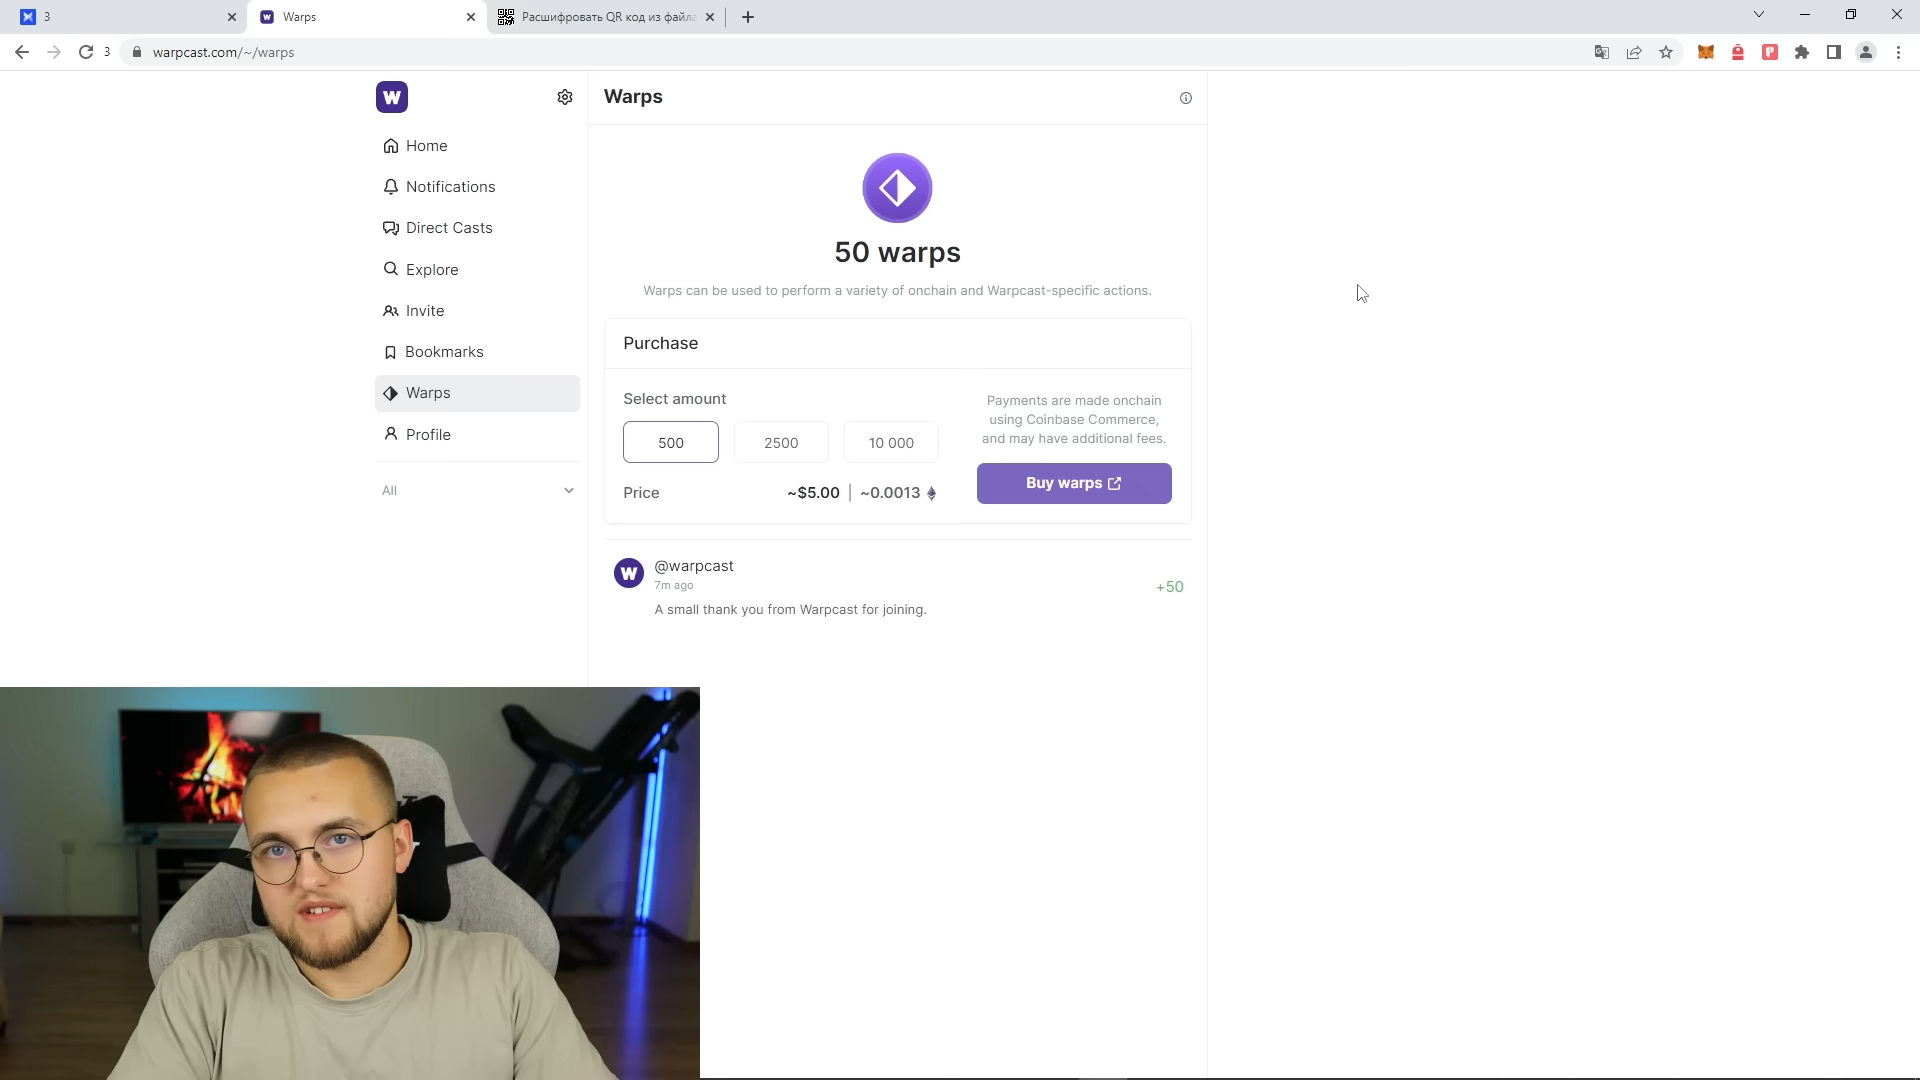 3
Warps
Расшифровать QR код из файла
3
warpcast.com/~/warps
W
Warps
Home
Notifications
Direct Casts
Explore
Invite
Bookmarks
Warps
Profile
All
50 warps
Warps can be used to perform a variety of onchain and Warpcast-specific actions.
Purchase
Select amount
500
2500
10 000
Price
~$5.00 | ~0.0013
Payments are made onchain
using Coinbase Commerce,
and may have additional fees.
Buy warps
W
@warpcast
7m ago
A small thank you from Warpcast for joining.
+50